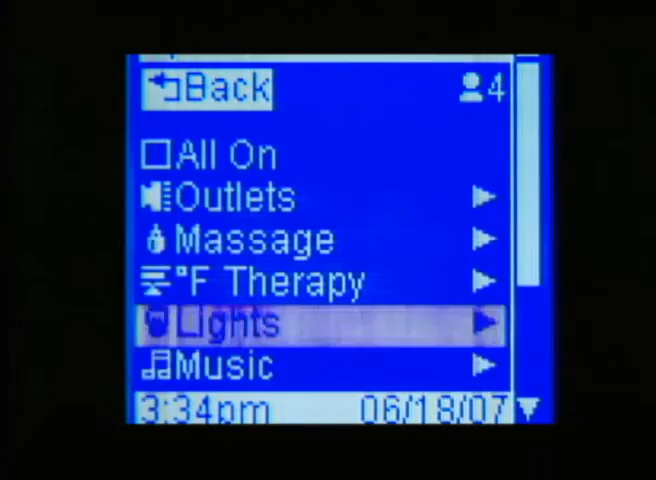 Back 4
All On
Outlets
Massage
°F Therapy
Lights
Music
3:34pm 06/18/07